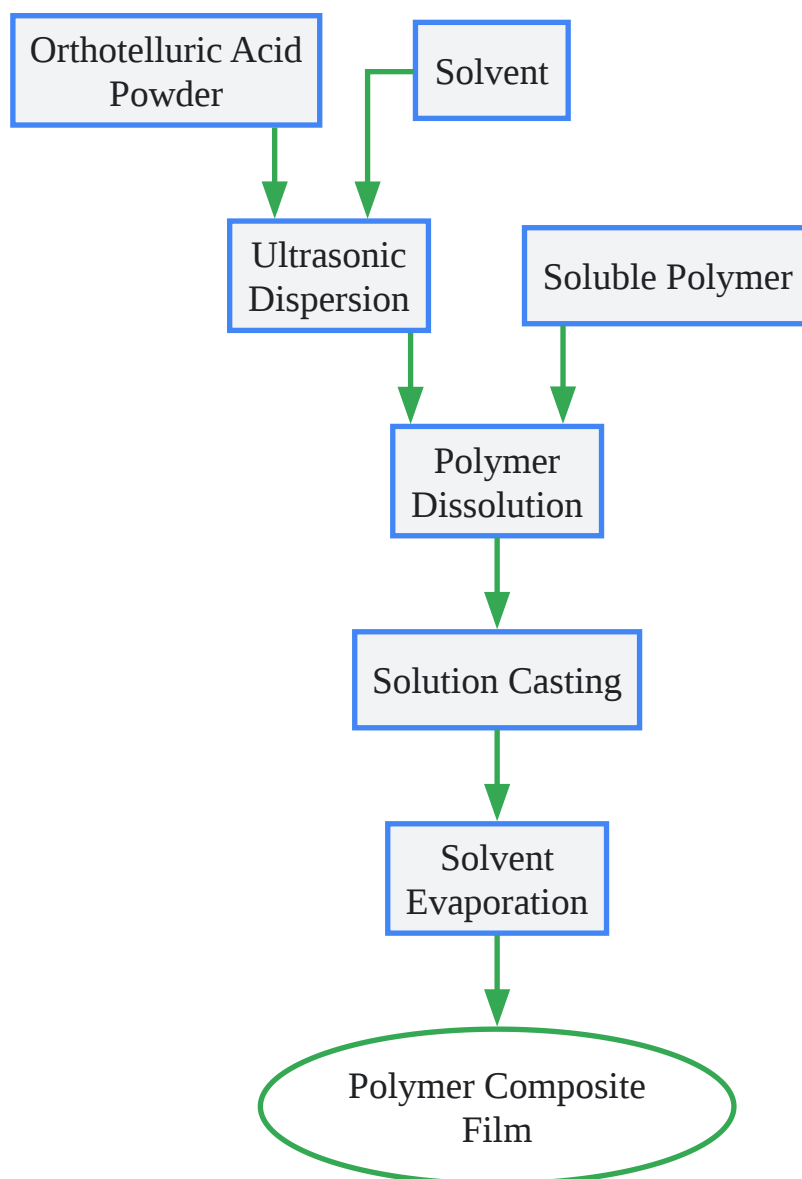 Orthotelluric Acid
Powder
Solvent
Ultrasonic
Dispersion
Soluble Polymer
Polymer
Dissolution
Solution Casting
Solvent
Evaporation
Polymer Composite
Film